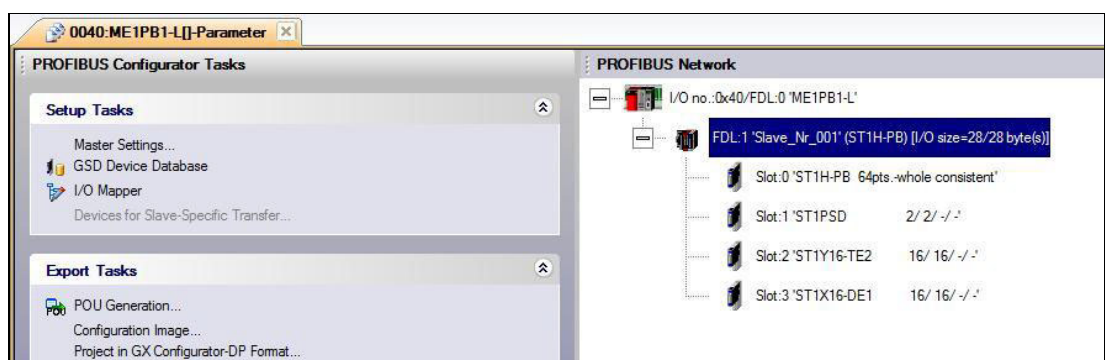 0040:ME1PB1-L[]-Parameter
PROFIBUS Configurator Tasks
Setup Tasks
Master Settings...
GSD Device Database
I/O Mapper
Devices for Slave-Specific Transfer...
Export Tasks
POU Generation...
Configuration Image...
Project in GX Configurator-DP Format...
PROFIBUS Network
I/O no.:0x40/FDL:0 'ME1PB1-L'
FDL:1 'Slave_Nr_001' (ST1H-PB) [I/O size=28/28 byte(s)]
Slot:0 'ST1H-PB 64pts.-whole consistent'
Slot:1 'ST1PSD 2/ 2/ -/ -'
Slot:2 'ST1Y16-TE2 16/ 16/ -/ -'
Slot:3 'ST1X16-DE1 16/ 16/ -/ -'